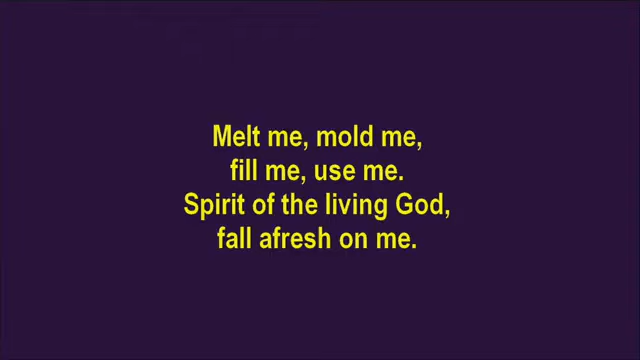 Melt me, mold me,
fill me, use me.
Spirit of the living God,
fall afresh on me.